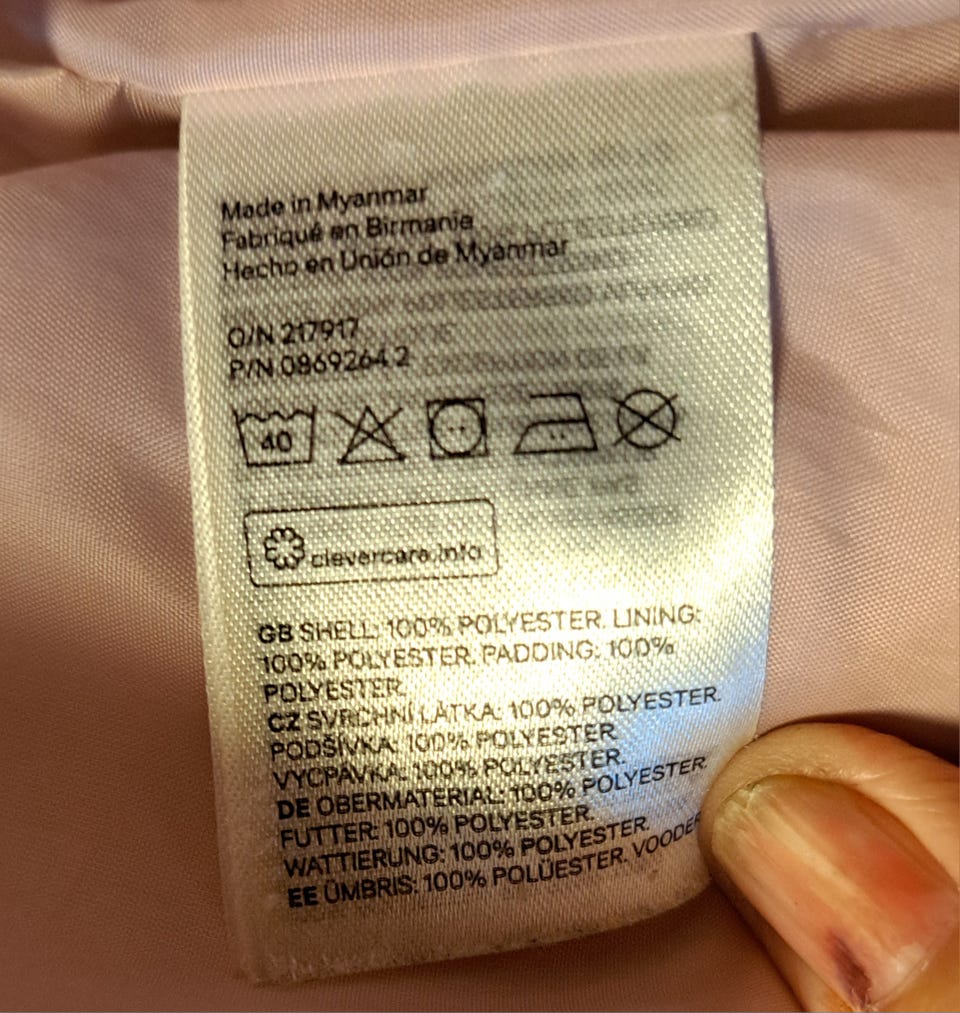 Made in Myanmar
Fabriqué en Birmanie
Hecho en Unión de Myanmar
O/N 217917
P/N 0869264 2
40
clevercare.info
GB SHELL: 100% POLYESTER. LINING:
100% POLYESTER. PADDING: 100%
POLYESTER.
CZ SVRCHNÍ LÁTKA: 100% POLYESTER.
PODŠÍVKA: 100% POLYESTER.
VYCPÁVKA: 100% POLYESTER.
DE OBERMATERIAL: 100% POLYESTER.
FUTTER: 100% POLYESTER.
WATTIERUNG: 100% POLYESTER.
EE ÜMBRIS: 100% POLÜESTER. VOODER